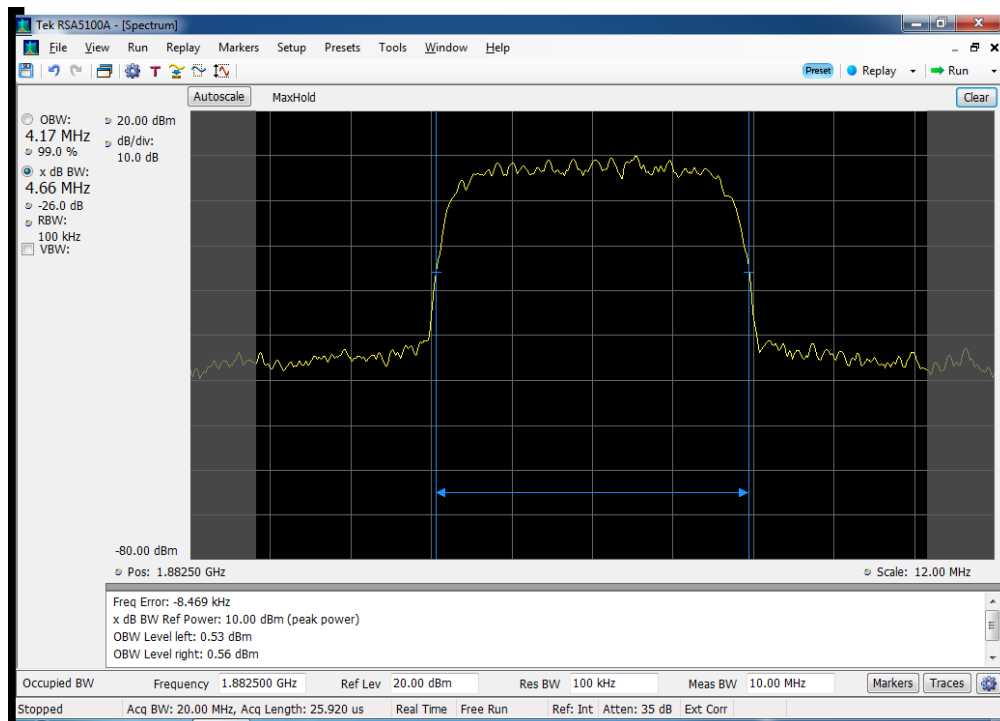 Tek RSA5100A - [Spectrum]
File View Run Replay Markers Setup Presets Tools Window Help
T Preset Replay Run
Autoscale MaxHold Clear
OBW: 20.00 dBm
4.17 MHz dB/div:
99.0 % 10.0 dB
x dB BW:
4.66 MHz
-26.0 dB
RBW:
100 kHz
VBW:
-80.00 dBm
Pos: 1.88250 GHz Scale: 12.00 MHz
Freq Error: -8.469 kHz
x dB BW Ref Power: 10.00 dBm (peak power)
OBW Level left: 0.53 dBm
OBW Level right: 0.56 dBm
Occupied BW Frequency 1.882500 GHz Ref Lev 20.00 dBm Res BW 100 kHz Meas BW 10.00 MHz Markers Traces
Stopped Acq BW: 20.00 MHz, Acq Length: 25.920 us Real Time Free Run Ref: Int Atten: 35 dB Ext Corr